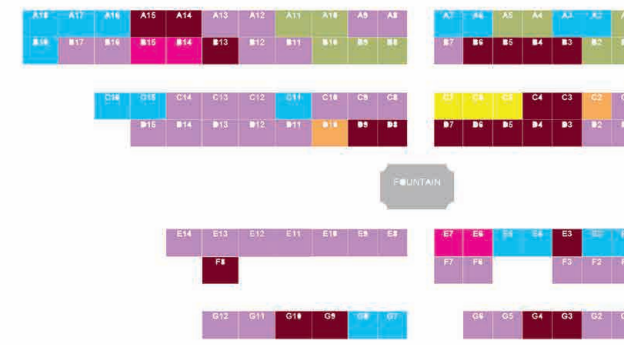 A18 A17 A16 A15 A14 A13 A12 A11 A10 A9 A8 A7 A6 A5 A4 A3 A2
B18 B17 B16 B15 B14 B13 B12 B11 B10 B9 B8 B7 B6 B5 B4 B3 B2
C16 C15 C14 C13 C12 C11 C10 C9 C8 C7 C6 C5 C4 C3 C2
D15 D14 D13 D12 D11 D10 D9 D8 D7 D6 D5 D4 D3 D2
FOUNTAIN
E14 E13 E12 E11 E10 E9 E8 E7 E6 E5 E4 E3 E2
F8 F7 F6 F3 F2
G12 G11 G10 G9 G8 G7 G6 G5 G4 G3 G2